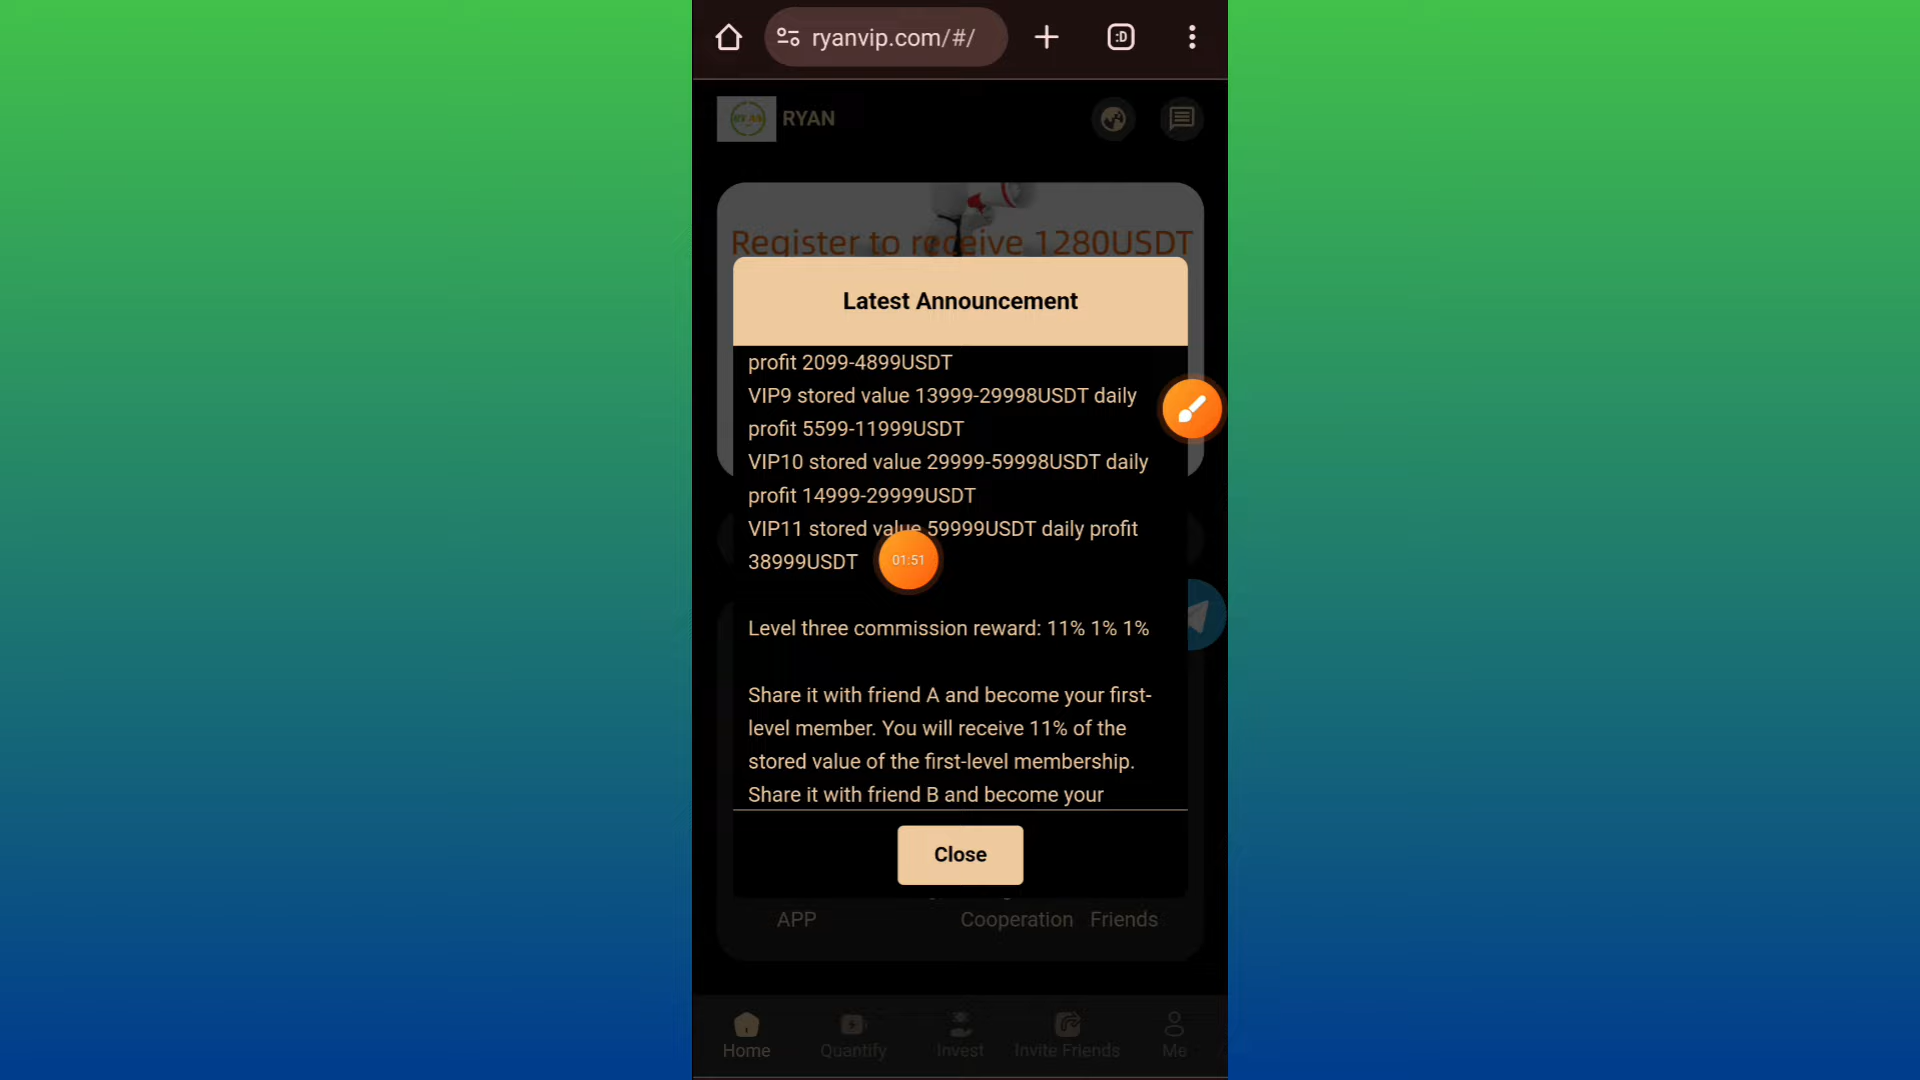 ryanvip.com/#/
:D
RYAN
Register to receive 1280USDT
Latest Announcement
profit 2099-4899USDT
VIP9 stored value 13999-29998USDT daily
profit 5599-11999USDT
VIP10 stored value 29999-59998USDT daily
profit 14999-29999USDT
VIP11 stored value 59999USDT daily profit
38999USDT
01:51
Level three commission reward: 11% 1% 1%
Share it with friend A and become your first-
level member. You will receive 11% of the
stored value of the first-level membership.
Share it with friend B and become your
Close
APP
Cooperation
Friends
Home
Quantify
Invest
Invite Friends
Me